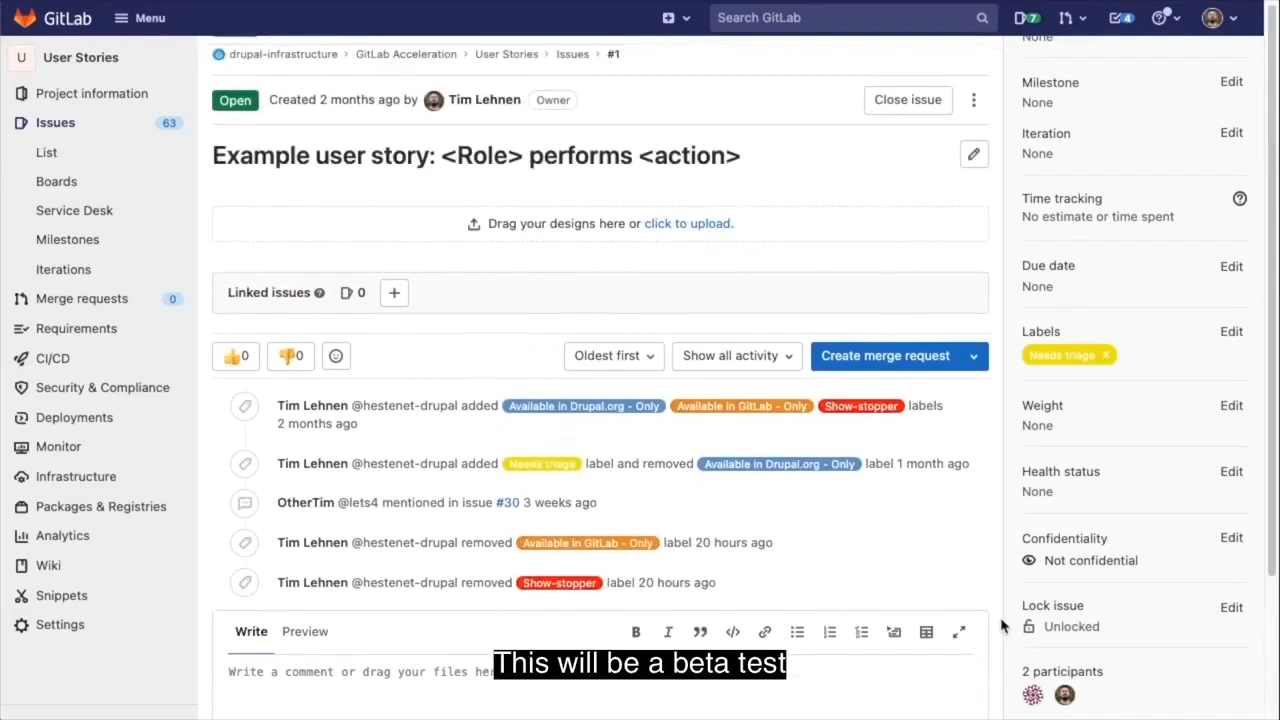 GitLab
Menu
Search GitLab
7
4
U User Stories
Project information
Issues 63
List
Boards
Service Desk
Milestones
Iterations
Merge requests 0
Requirements
CI/CD
Security & Compliance
Deployments
Monitor
Infrastructure
Packages & Registries
Analytics
Wiki
Snippets
Settings
drupal-infrastructure > GitLab Acceleration > User Stories > Issues > #1
Open Created 2 months ago by Tim Lehnen Owner
Close issue
Example user story: <Role> performs <action>
Drag your designs here or click to upload.
Linked issues 0
0 0
Oldest first
Show all activity
Create merge request
Tim Lehnen @hestenet-drupal added Available in Drupal.org - Only Available in GitLab - Only Show-stopper labels
2 months ago
Tim Lehnen @hestenet-drupal added Needs triage label and removed Available in Drupal.org - Only label 1 month ago
OtherTim @lets4 mentioned in issue #30 3 weeks ago
Tim Lehnen @hestenet-drupal removed Available in GitLab - Only label 20 hours ago
Tim Lehnen @hestenet-drupal removed Show-stopper label 20 hours ago
Write Preview
Write a comment or drag your files
This will be a beta test
None
Milestone Edit
None
Iteration Edit
None
Time tracking
No estimate or time spent
Due date Edit
None
Labels Edit
Needs triage
Weight Edit
None
Health status Edit
None
Confidentiality Edit
Not confidential
Lock issue Edit
Unlocked
2 participants